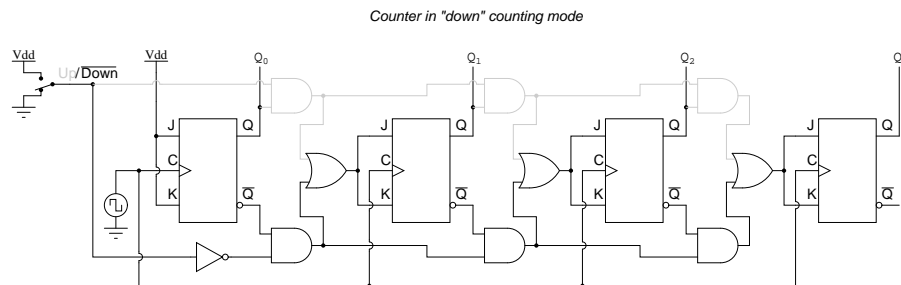 Counter in "down" counting mode
Vdd Up/Down Vdd Q0 Q1 Q2 Q
J Q J Q J Q J Q
C C C C
K Q K Q K Q K Q